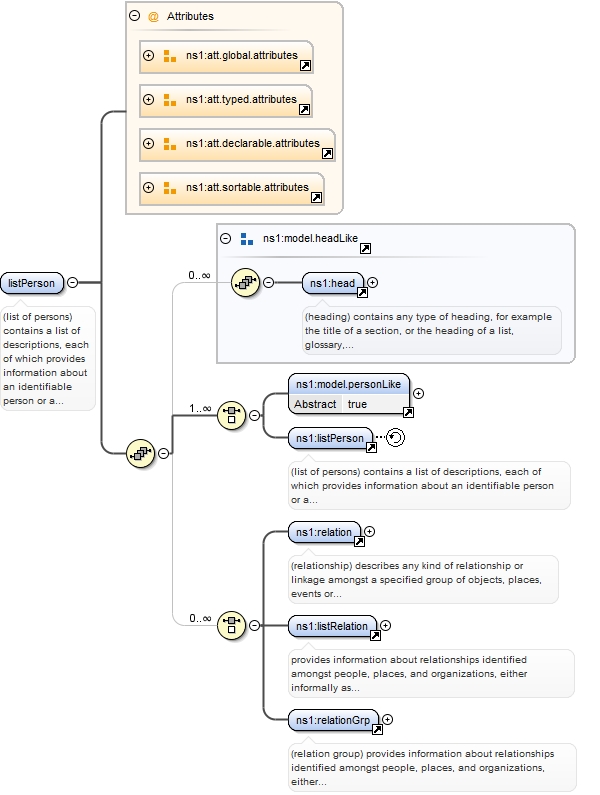 @ Attributes
ns1:att.global.attributes
ns1:att.typed.attributes
ns1:att.declarable.attributes
ns1:att.sortable.attributes
listPerson
(list of persons)
contains a list of
descriptions, each
of which provides
information about
an identifiable
person or a...
ns1:model.headLike
0..∞
ns1:head
(heading) contains any type of heading, for example
the title of a section, or the heading of a list,
glossary,...
1..∞
ns1:model.personLike
Abstract true
ns1:listPerson
(list of persons) contains a list of descriptions, each of
which provides information about an identifiable person
or a...
0..∞
ns1:relation
(relationship) describes any kind of relationship or
linkage amongst a specified group of objects, places,
events or...
ns1:listRelation
provides information about relationships identified
amongst people, places, and organizations, either
informally as...
ns1:relationGrp
(relation group) provides information about relationships
identified amongst people, places, and organizations,
either...